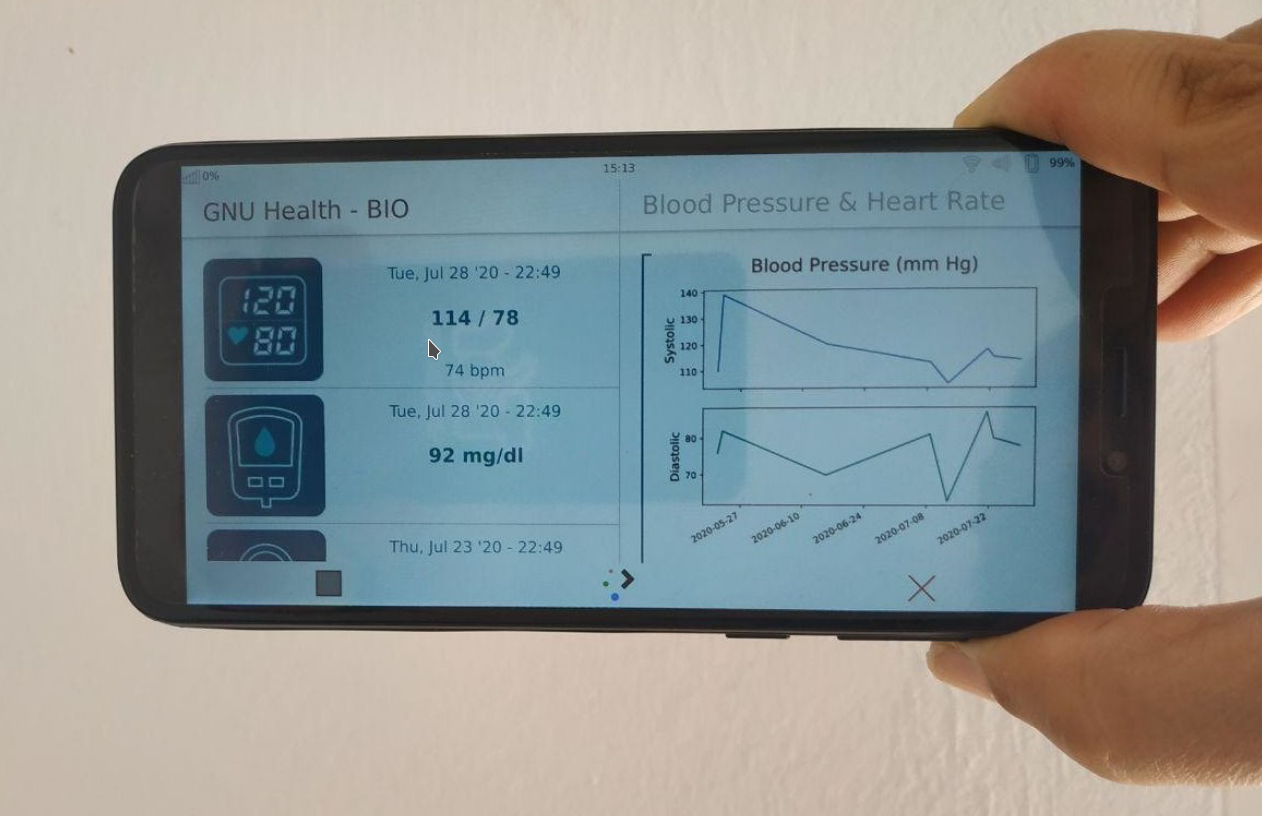 0%
15:13
99%
GNU Health - BIO
120
80
Tue, Jul 28 '20 - 22:49
114 / 78
74 bpm
Tue, Jul 28 '20 - 22:49
92 mg/dl
Thu, Jul 23 '20 - 22:49
Blood Pressure & Heart Rate
Blood Pressure (mm Hg)
Systolic
140
130
120
110
Diastolic
80
70
2020-05-27
2020-06-10
2020-06-24
2020-07-08
2020-07-22